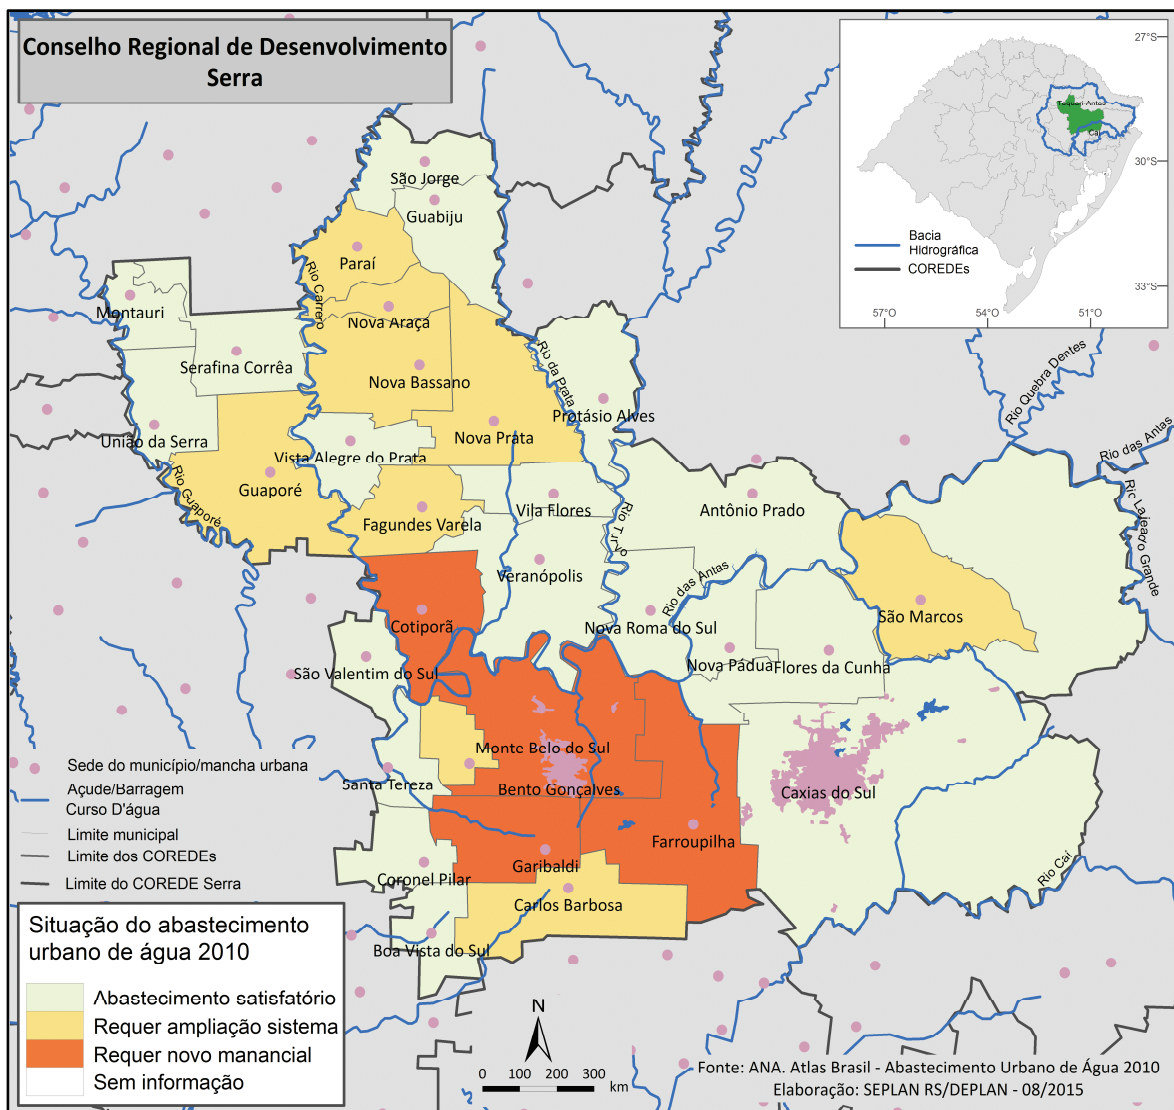 Conselho Regional de Desenvolvimento
Serra
27°S
30°S
33°S
57°O
54°O
51°O
Taquari-Antas
Caí
Bacia
Hidrográfica
COREDEs
São Jorge
Guabiju
Paraí
Rio Carrero
Montauri
Nova Araçá
Serafina Corrêa
Nova Bassano
Rio da Prata
Rio Quebra Dentes
Protásio Alves
União da Serra
Nova Prata
Vista Alegre do Prata
Rio das Antas
Guaporé
Rio Guaporé
Fagundes Varela
Vila Flores
Antônio Prado
Rio Turvo
Rio Lajeado Grande
Veranópolis
Rio das Antas
Cotiporã
Nova Roma do Sul
São Marcos
São Valentim do Sul
Nova Pádua
Flores da Cunha
Monte Belo do Sul
Santa Tereza
Bento Gonçalves
Caxias do Sul
Farroupilha
Garibaldi
Coronel Pilar
Rio Caí
Carlos Barbosa
Boa Vista do Sul
Sede do município/mancha urbana
Açude/Barragem
Curso D'água
Limite municipal
Limite dos COREDEs
Limite do COREDE Serra
Situação do abastecimento
urbano de água 2010
Abastecimento satisfatório
Requer ampliação sistema
Requer novo manancial
Sem informação
N
0 100 200 300
km
Fonte: ANA. Atlas Brasil - Abastecimento Urbano de Água 2010
Elaboração: SEPLAN RS/DEPLAN - 08/2015